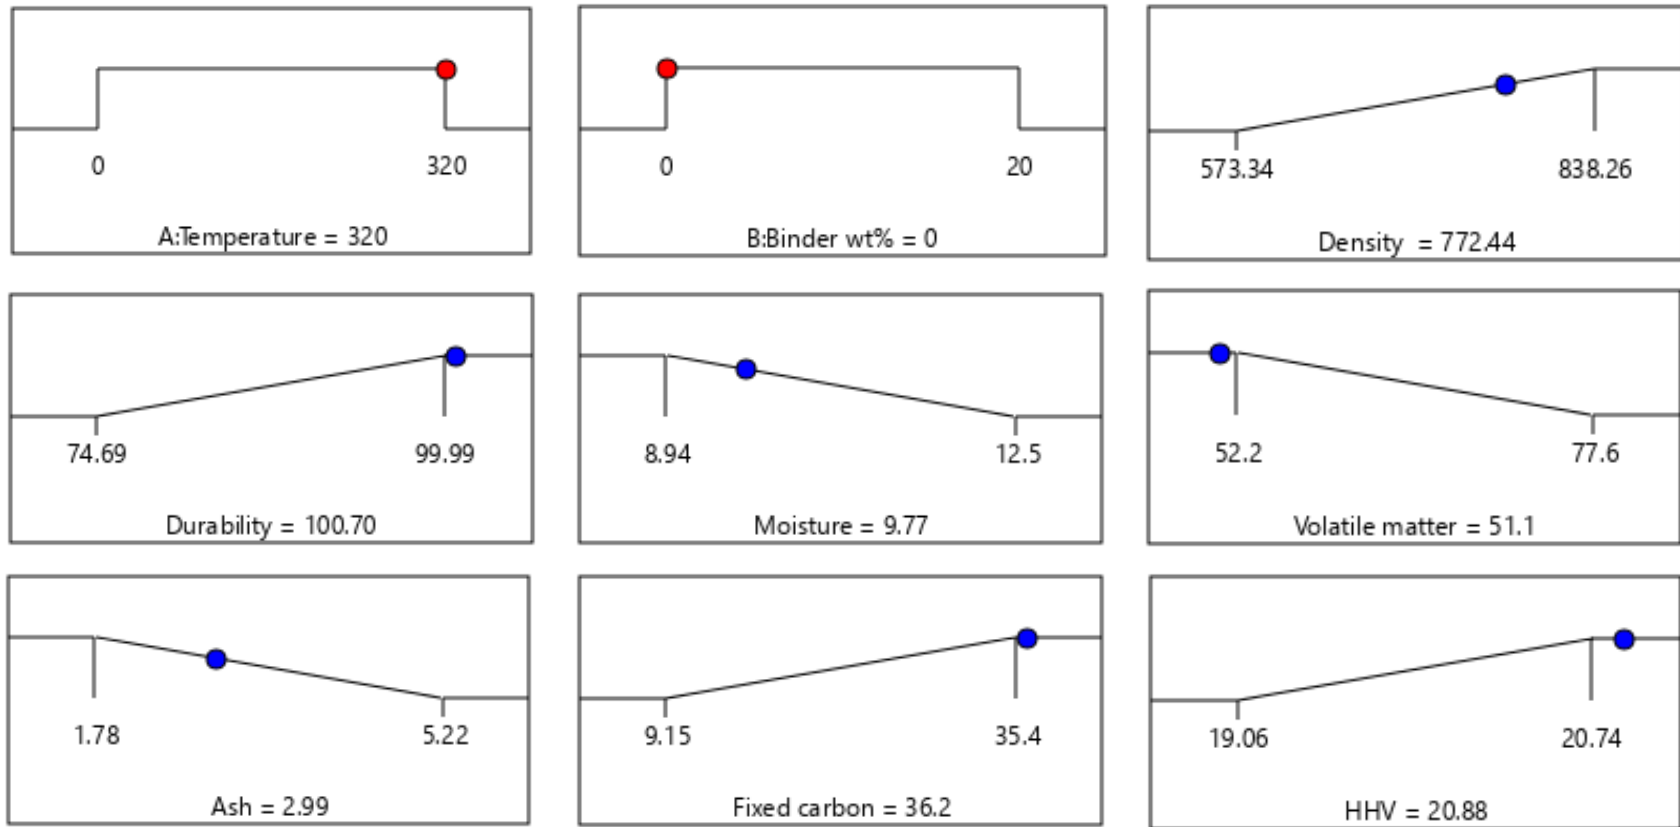 0 320
A:Temperature = 320
0 20
B:Binder wt% = 0
573.34 838.26
Density = 772.44
74.69 99.99
Durability = 100.70
8.94 12.5
Moisture = 9.77
52.2 77.6
Volatile matter = 51.1
1.78 5.22
Ash = 2.99
9.15 35.4
Fixed carbon = 36.2
19.06 20.74
HHV = 20.88